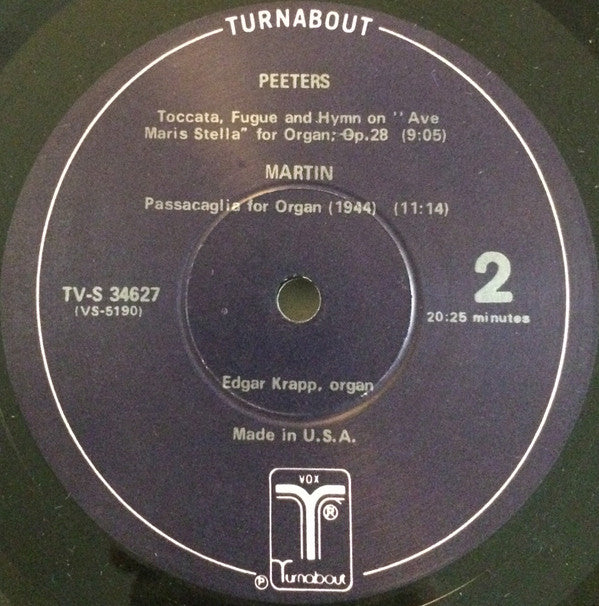 TURNABOUT
PEETERS
Toccata, Fugue and Hymn on "Ave
Maris Stella" for Organ, Op.28 (9:05)
MARTIN
Passacaglia for Organ (1944) (11:14)
TV-S 34627
(VS-5190)
2
20:25 minutes
Edgar Krapp, organ
Made in U.S.A.
VOX
®
℗ Turnabout